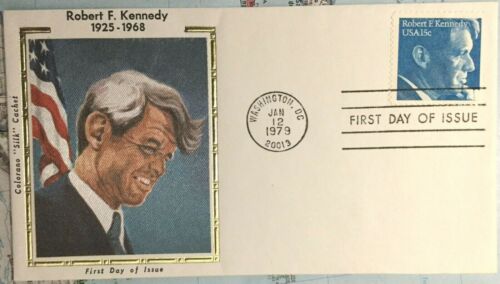 Robert F. Kennedy
1925-1968
Colorano "Silk" Cachet
First Day of Issue
Robert F. Kennedy
USA 15c
WASHINGTON, DC
JAN
12
1979
20013
FIRST DAY OF ISSUE